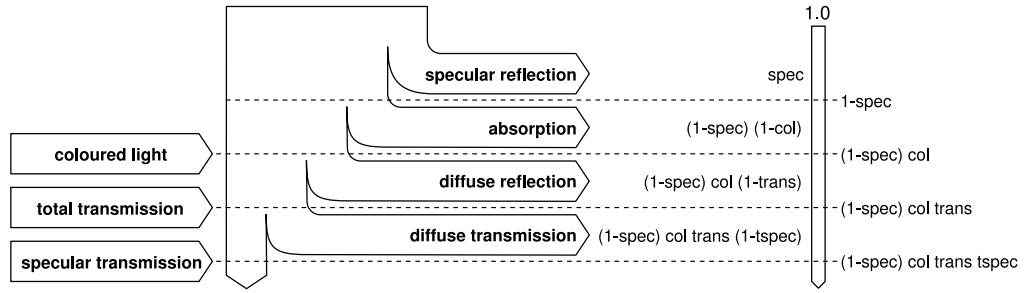 1.0
specular reflection spec
1-spec
absorption (1-spec) (1-col)
coloured light (1-spec) col
diffuse reflection (1-spec) col (1-trans)
total transmission (1-spec) col trans
diffuse transmission (1-spec) col trans (1-tspec)
specular transmission (1-spec) col trans tspec